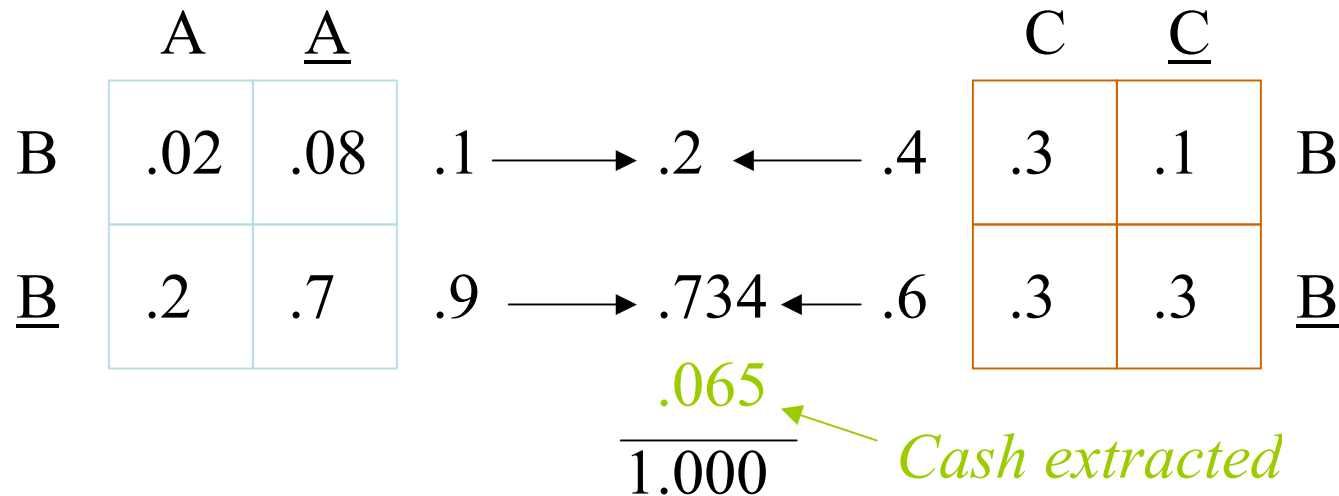 A A C C
B .02 .08 .1 .2 .4 .3 .1 B
B .2 .7 .9 .734 .6 .3 .3 B
.065
1.000 Cash extracted